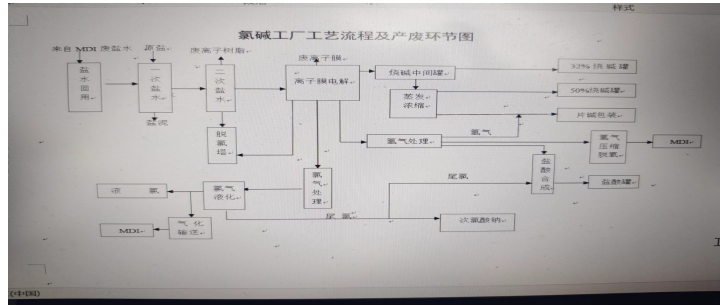 样式
氯碱工厂工艺流程及产废环节图
来自 MDI 废盐水
原盐
废离子树脂
废离子膜
盐水回用
一次盐水
二次盐水
离子膜电解
烧碱中间罐
32% 烧碱罐
盐泥
蒸发浓缩
50%烧碱罐
片碱包装
脱氯塔
氢气
氢气处理
氢气压缩脱氧
MDI
盐酸合成
氯气处理
尾氯
盐酸罐
液 氯
氯气液化
尾氯
次氯酸钠
气化输送
MDI
(中国)